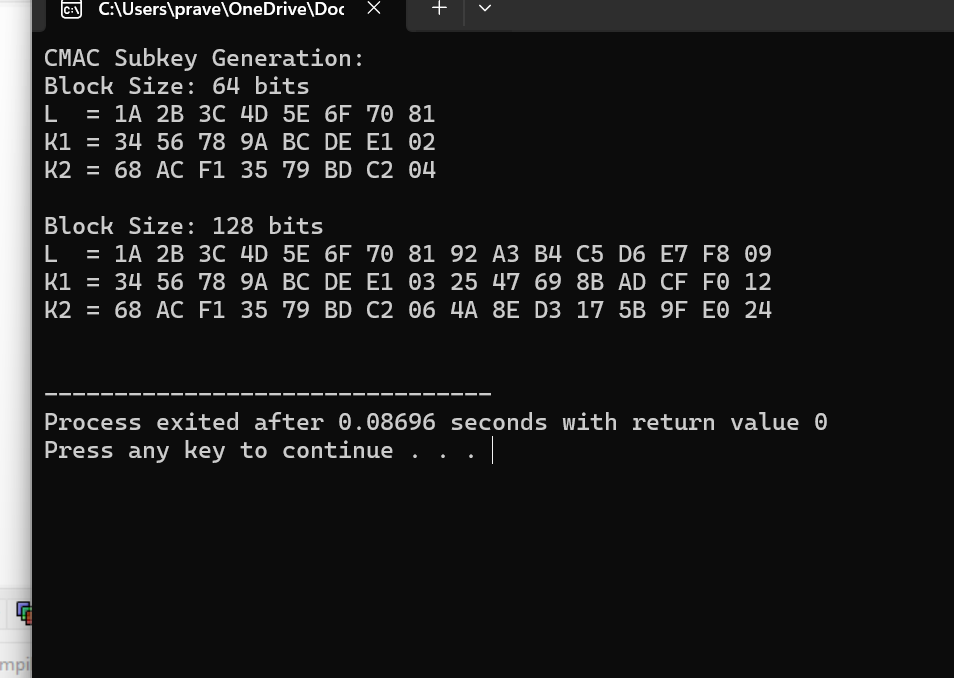 C:\Users\prave\OneDrive\Doc
CMAC Subkey Generation:
Block Size: 64 bits
L  = 1A 2B 3C 4D 5E 6F 70 81
K1 = 34 56 78 9A BC DE E1 02
K2 = 68 AC F1 35 79 BD C2 04
Block Size: 128 bits
L  = 1A 2B 3C 4D 5E 6F 70 81 92 A3 B4 C5 D6 E7 F8 09
K1 = 34 56 78 9A BC DE E1 03 25 47 69 8B AD CF F0 12
K2 = 68 AC F1 35 79 BD C2 06 4A 8E D3 17 5B 9F E0 24
--------------------------------
Process exited after 0.08696 seconds with return value 0
Press any key to continue . . .